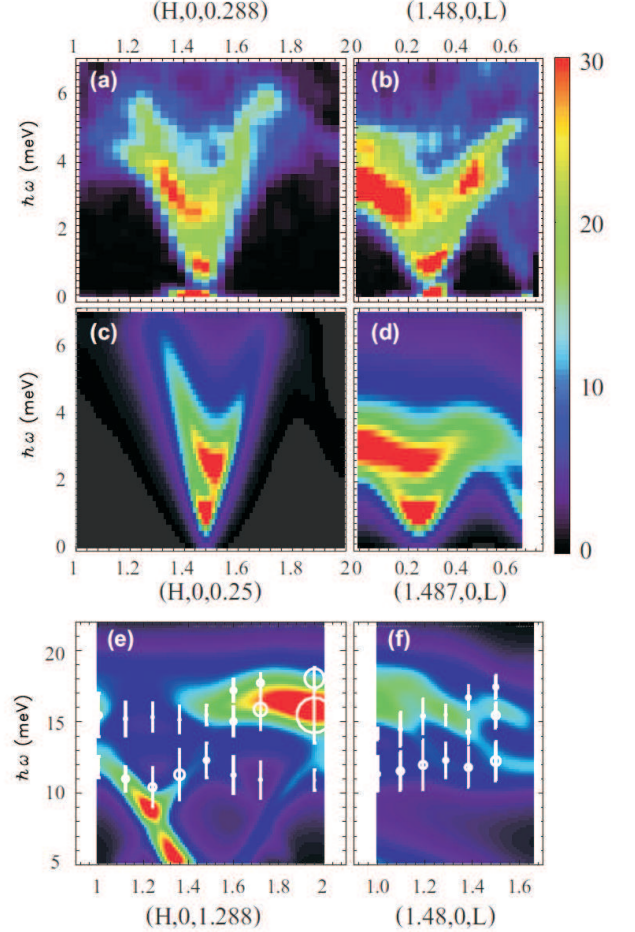 (H,0,0.288) (1.48,0,L)
1 1.2 1.4 1.6 1.8 2 0 0.2 0.4 0.6
(a) (b)
ħω (meV)
6
4
2
0
30
20
10
0
(c) (d)
ħω (meV)
6
4
2
0
1 1.2 1.4 1.6 1.8 2 0 0.2 0.4 0.6
(H,0,0.25) (1.487,0,L)
(e) (f)
ħω (meV)
20
15
10
5
1 1.2 1.4 1.6 1.8 2 1.0 1.2 1.4 1.6
(H,0,1.288) (1.48,0,L)